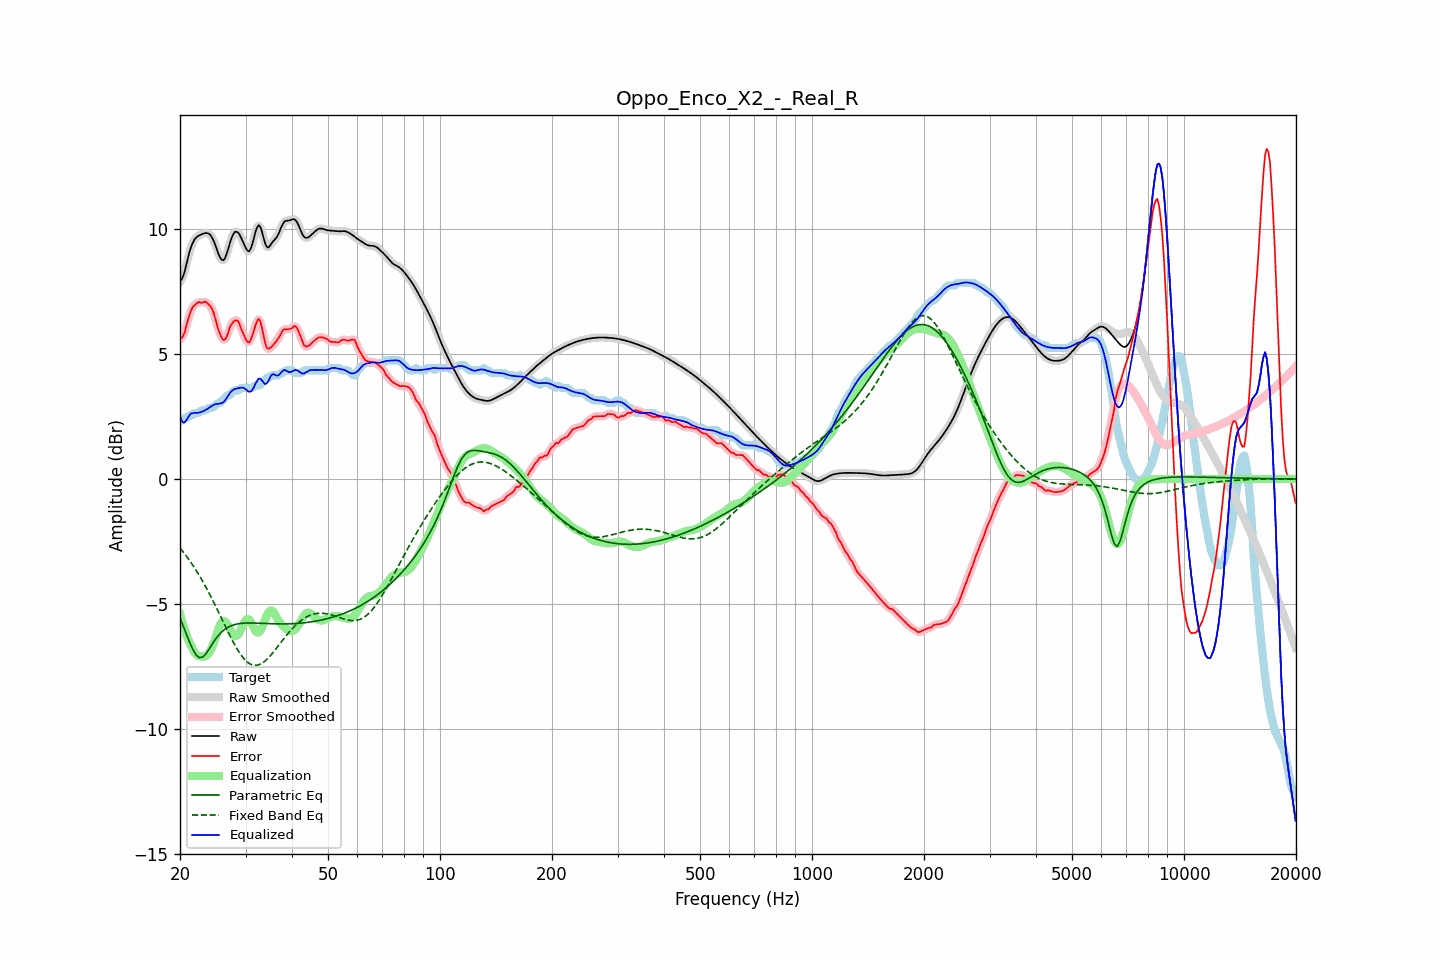 Oppo_Enco_X2_-_Real_R
Amplitude (dBr)
10
5
0
−5
−10
−15
Target
Raw Smoothed
Error Smoothed
Raw
Error
Equalization
Parametric Eq
Fixed Band Eq
Equalized
20 50 100 200 500 1000 2000 5000 10000 20000
Frequency (Hz)